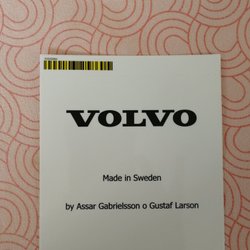 VOLVO
Made in Sweden
by Assar Gabrielsson o Gustaf Larson